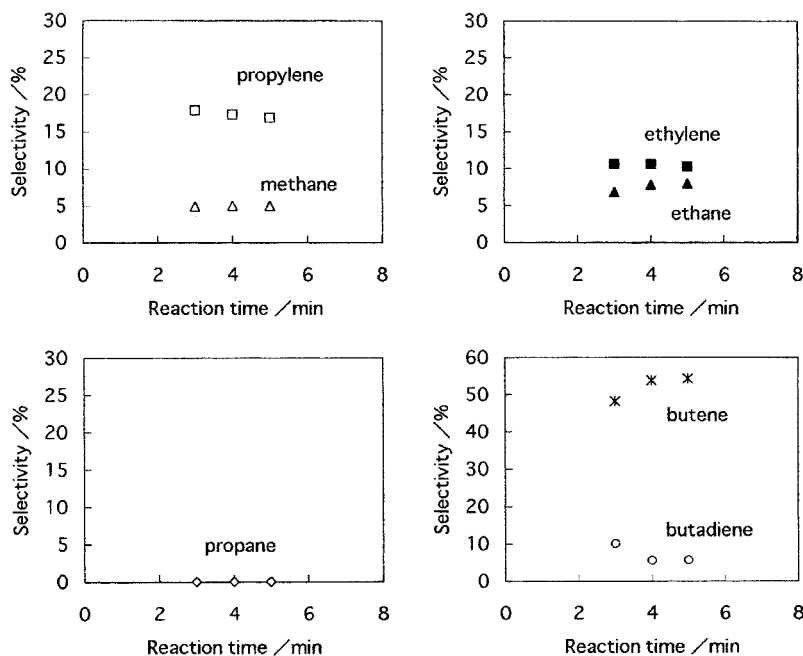 Selectivity / %
30
25
20
15
10
5
0
propylene
methane
0 2 4 6 8
Reaction time / min
Selectivity / %
30
25
20
15
10
5
0
ethylene
ethane
0 2 4 6 8
Reaction time / min
Selectivity / %
30
25
20
15
10
5
0
propane
0 2 4 6 8
Reaction time / min
Selectivity / %
60
50
40
30
20
10
0
butene
butadiene
0 2 4 6 8
Reaction time / min